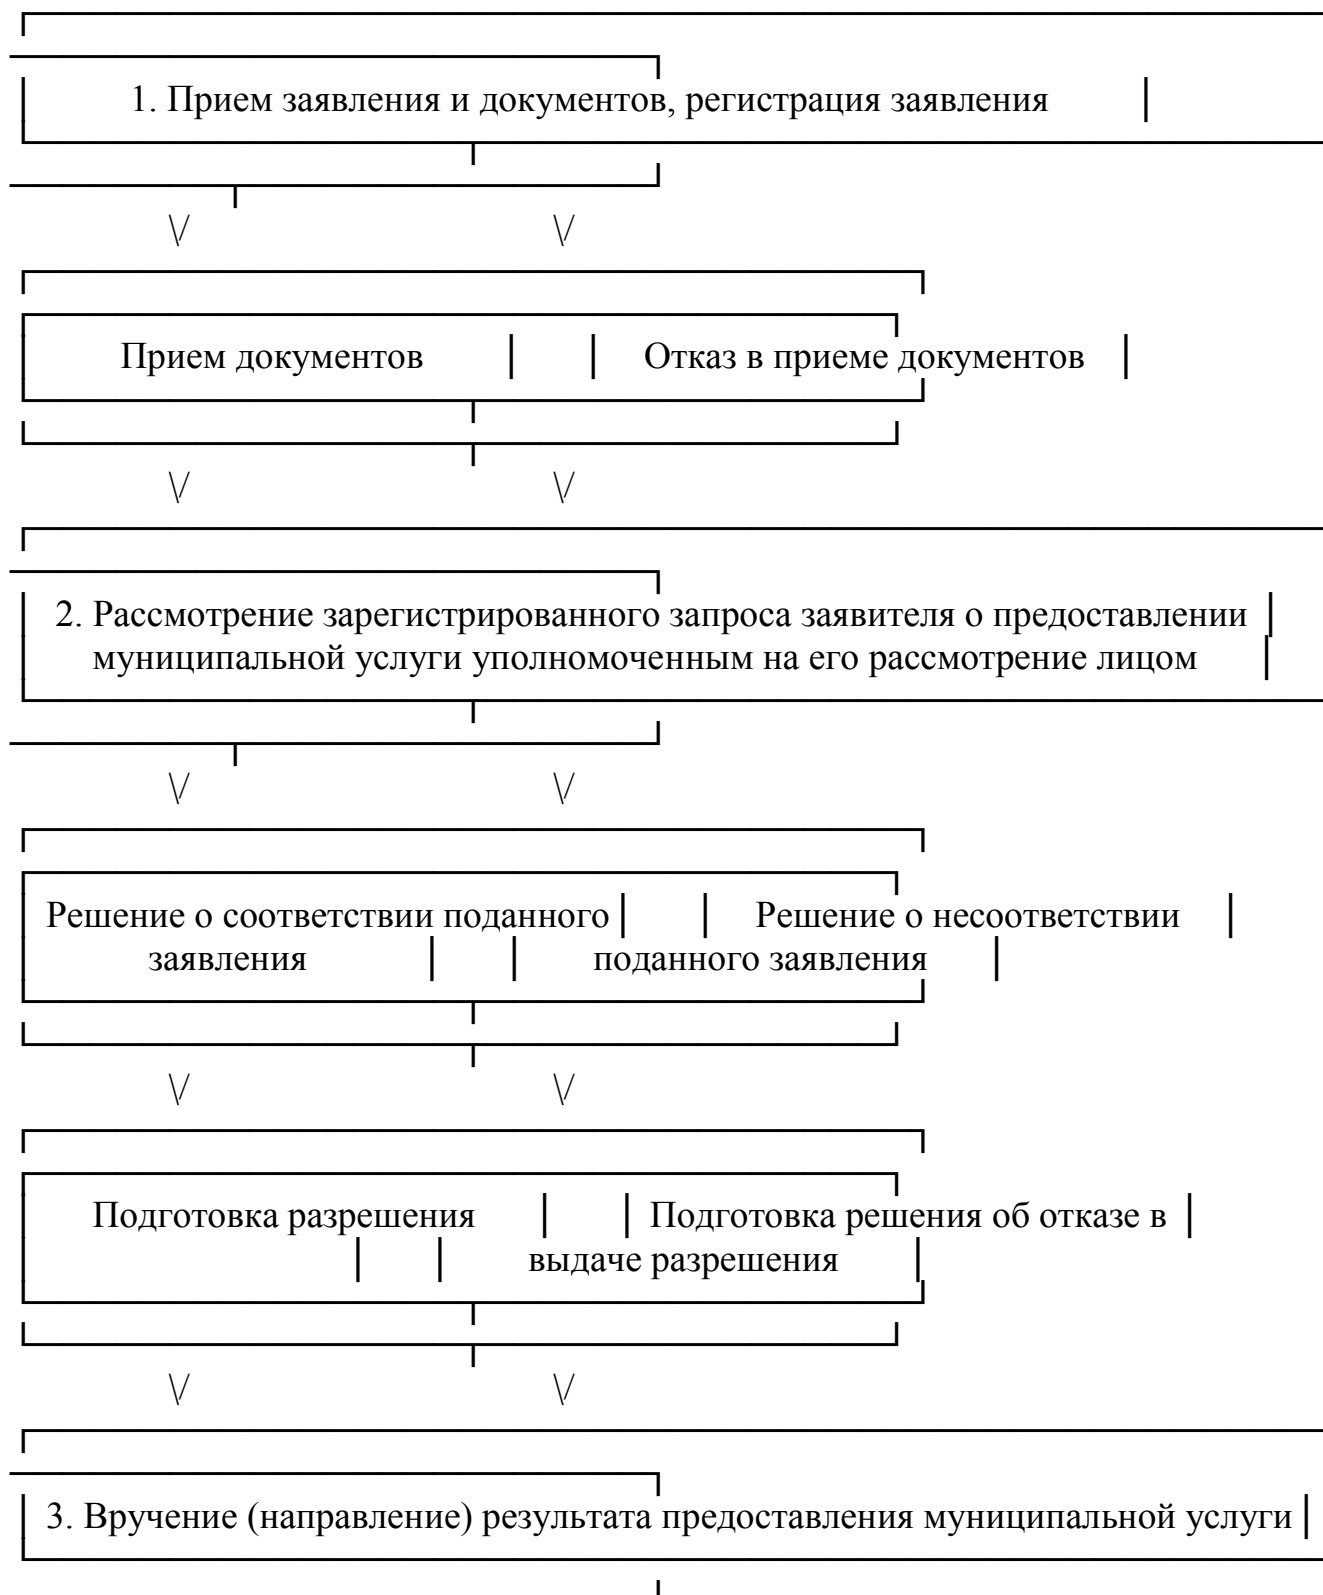 1. Прием заявления и документов, регистрация заявления
\/ \/
Прием документов Отказ в приеме документов
\/ \/
2. Рассмотрение зарегистрированного запроса заявителя о предоставлении
муниципальной услуги уполномоченным на его рассмотрение лицом
\/ \/
Решение о соответствии поданного Решение о несоответствии
заявления поданного заявления
\/ \/
Подготовка разрешения Подготовка решения об отказе в
выдаче разрешения
\/ \/
3. Вручение (направление) результата предоставления муниципальной услуги